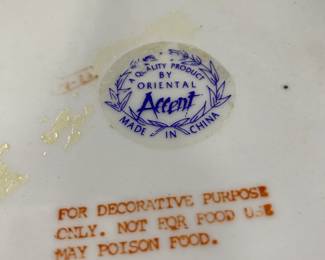 A QUALITY PRODUCT
BY
ORIENTAL
Accent
MADE IN CHINA
FOR DECORATIVE PURPOSE
ONLY. NOT FOR FOOD USE
MAY POISON FOOD.